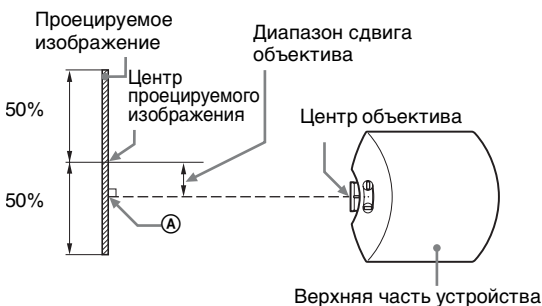 Проецируемое
изображение
Диапазон сдвига
объектива
Центр
проецируемого
изображения
Центр объектива
50%
50%
A
Верхняя часть устройства